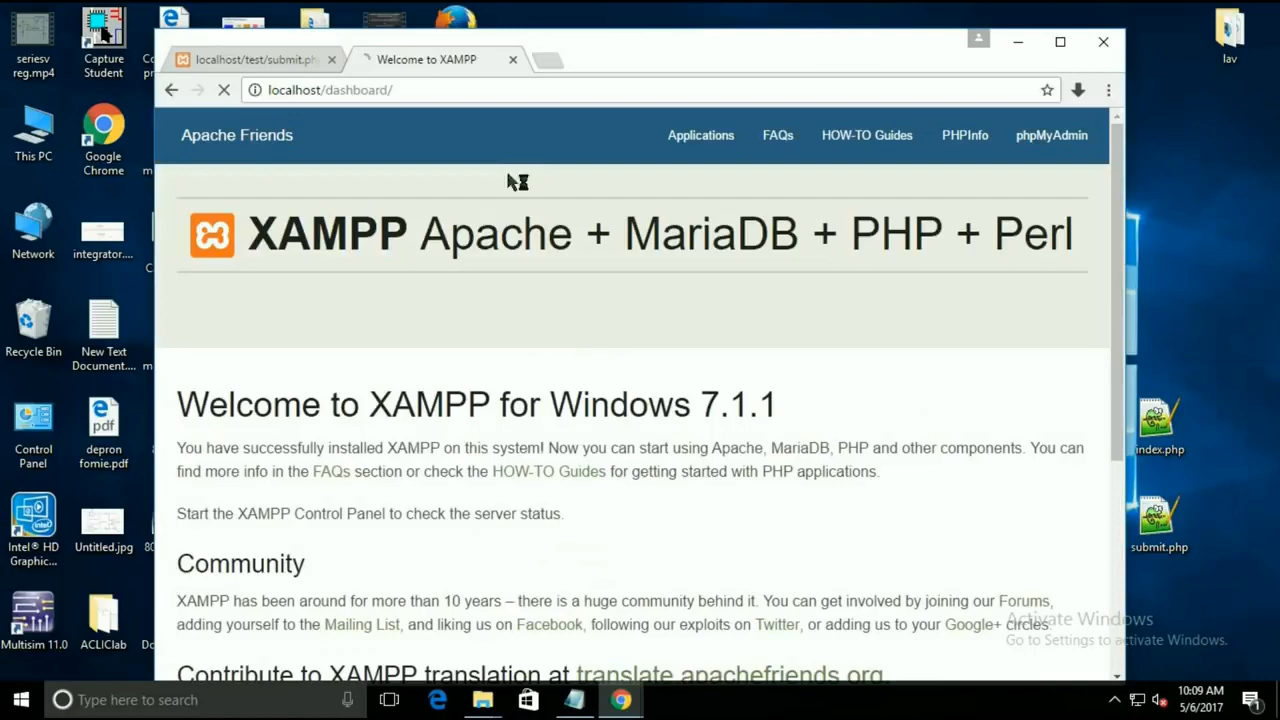 seriesv
reg.mp4
Capture
Student
This PC
Google
Chrome
Network
integrator....
Recycle Bin
New Text
Document....
Control
Panel
depron
fomie.pdf
Intel® HD
Graphic...
Untitled.jpg
Multisim 11.0
ACLIClab
localhost/test/submit.ph
Welcome to XAMPP
localhost/dashboard/
Apache Friends
Applications
FAQs
HOW-TO Guides
PHPInfo
phpMyAdmin
XAMPP Apache + MariaDB + PHP + Perl
Welcome to XAMPP for Windows 7.1.1
You have successfully installed XAMPP on this system! Now you can start using Apache, MariaDB, PHP and other components. You can
find more info in the FAQs section or check the HOW-TO Guides for getting started with PHP applications.
Start the XAMPP Control Panel to check the server status.
Community
XAMPP has been around for more than 10 years – there is a huge community behind it. You can get involved by joining our Forums,
adding yourself to the Mailing List, and liking us on Facebook, following our exploits on Twitter, or adding us to your Google+ circles.
Contribute to XAMPP translation at translate.apachefriends.org.
lav
index.php
submit.php
Activate Windows
Go to Settings to activate Windows.
Type here to search
10:09 AM
5/6/2017